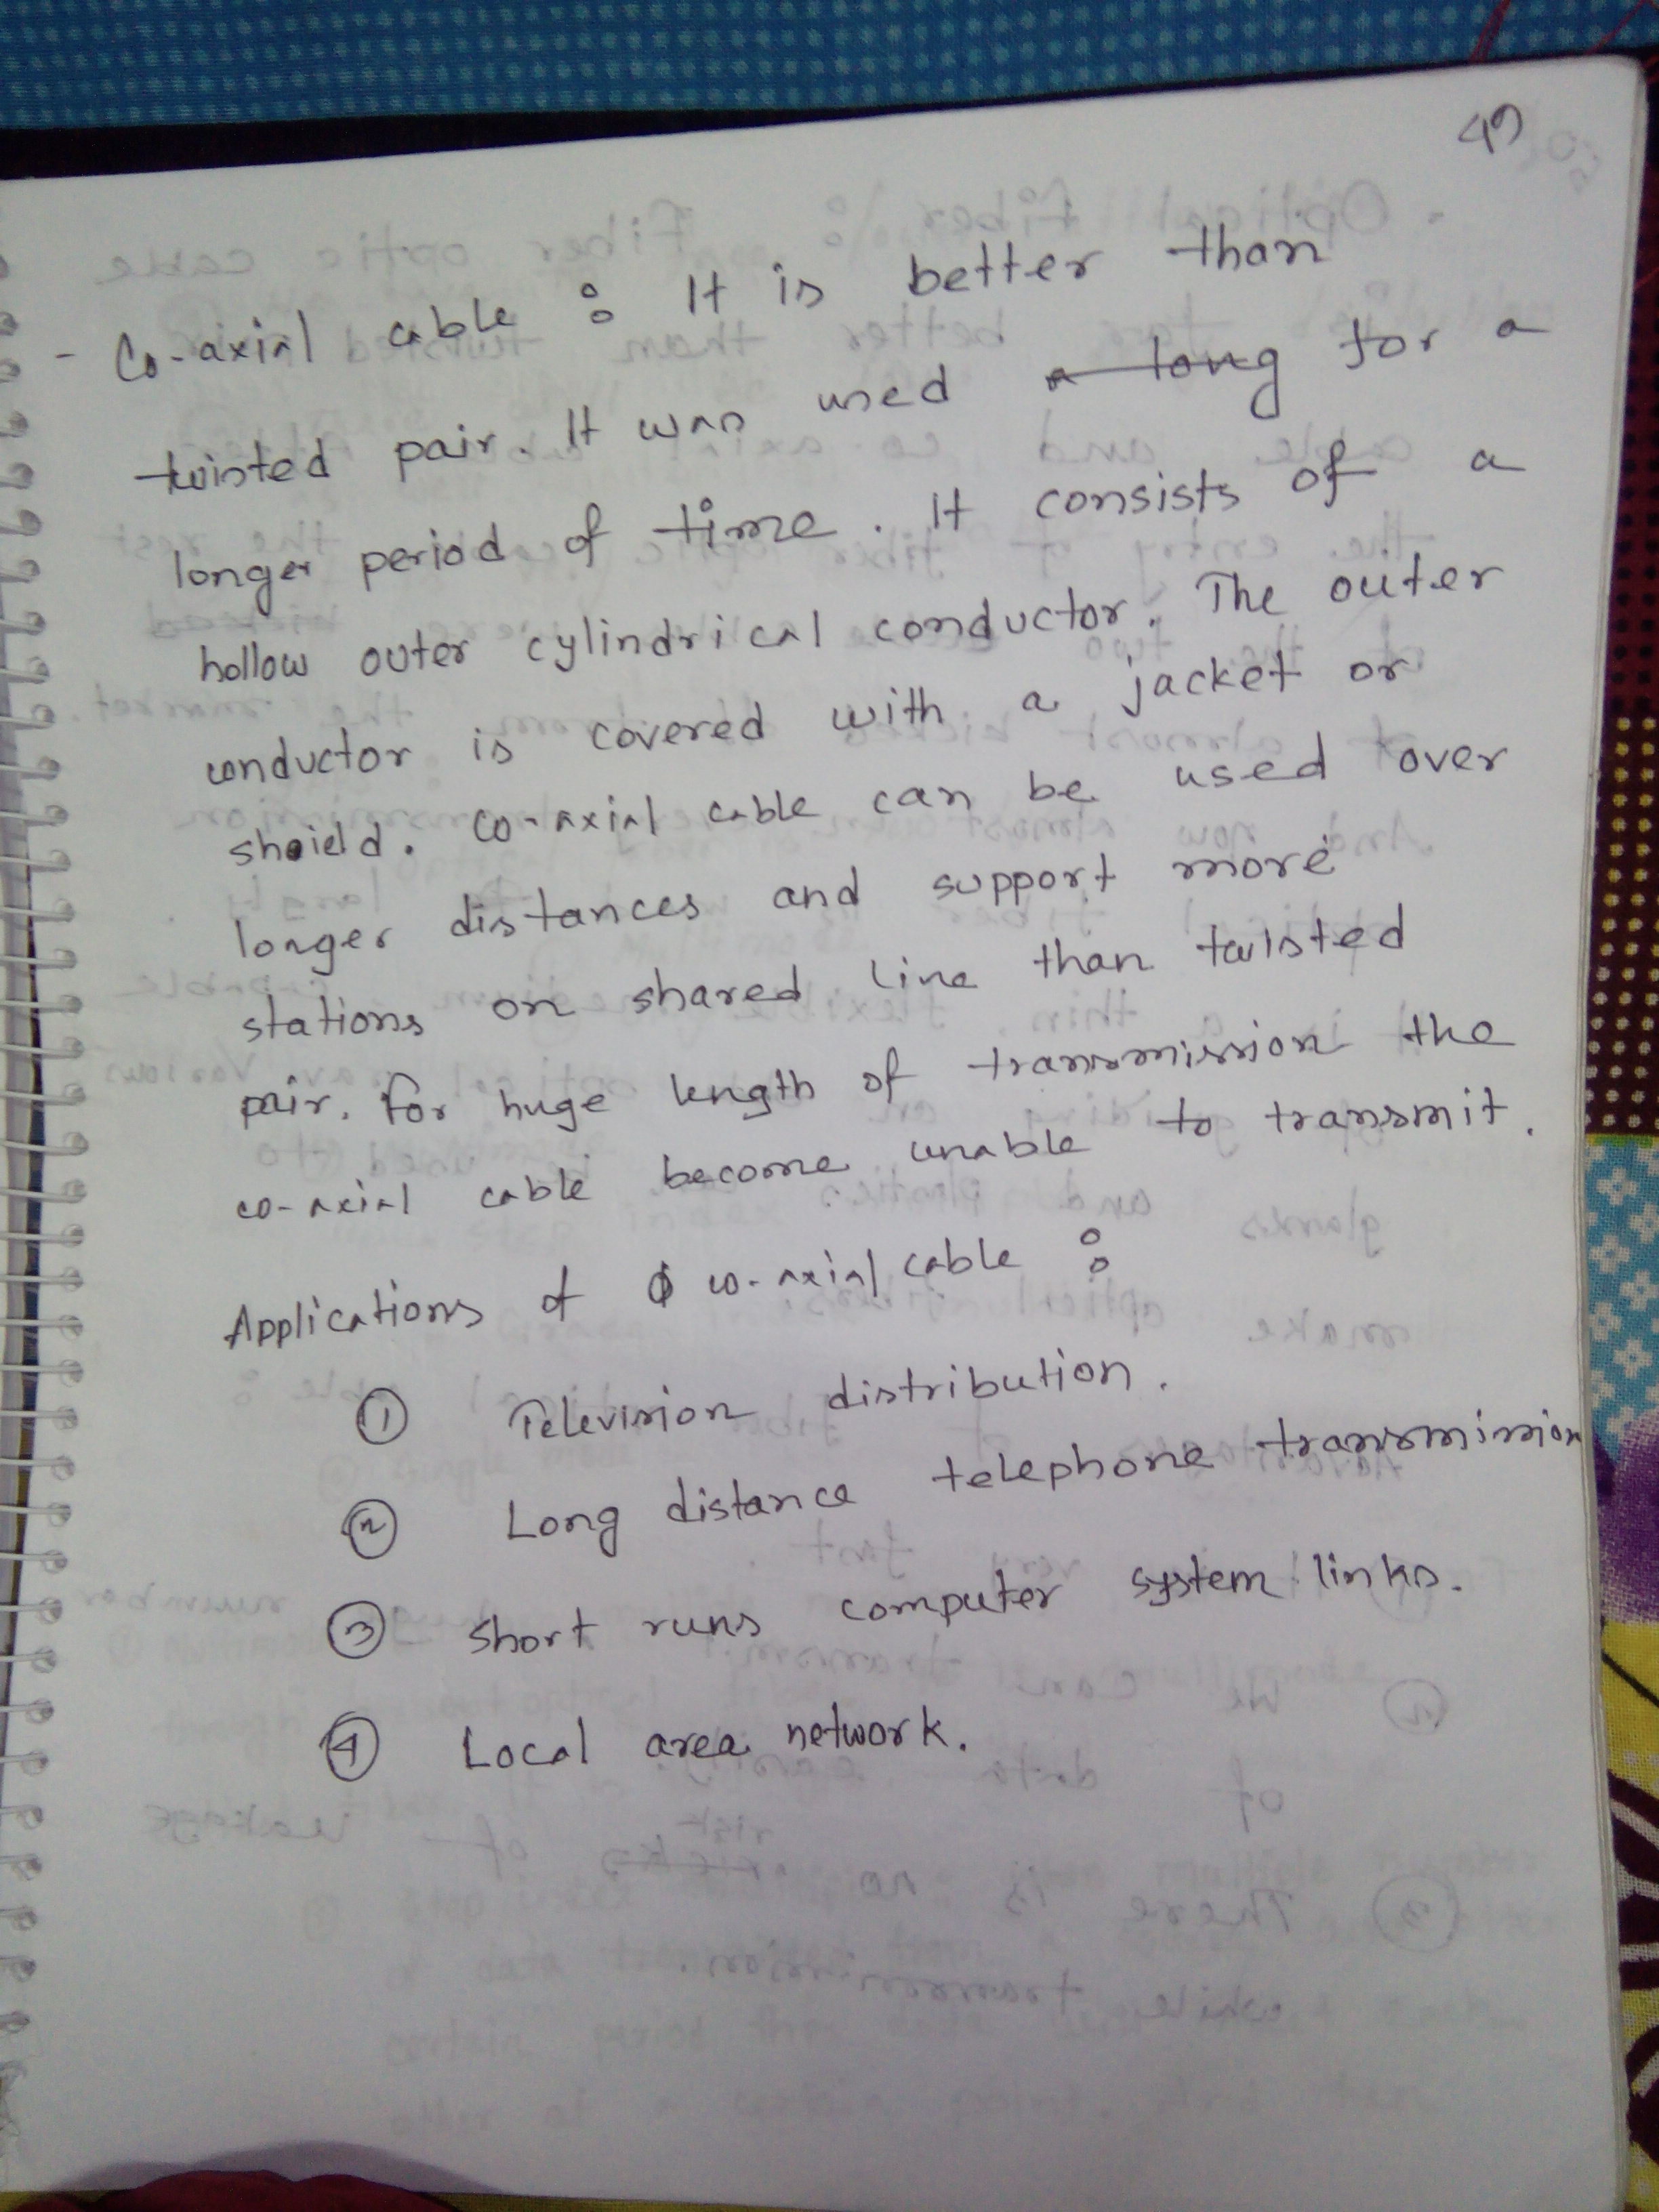 49
- Co-axial cable : It is better than
twisted pair. It was used a long for a
longer period of time. It consists of a
hollow outer cylindrical conductor. The outer
conductor is covered with a jacket or
shield. Co-axial cable can be used over
longer distances and support more
stations on shared line than twisted
pair. For huge length of transmission the
co-axial cable become unable to transmit.
Applications of co-axial cable :
① Television distribution.
② Long distance telephone transmission
③ Short runs computer system links.
④ Local area network.